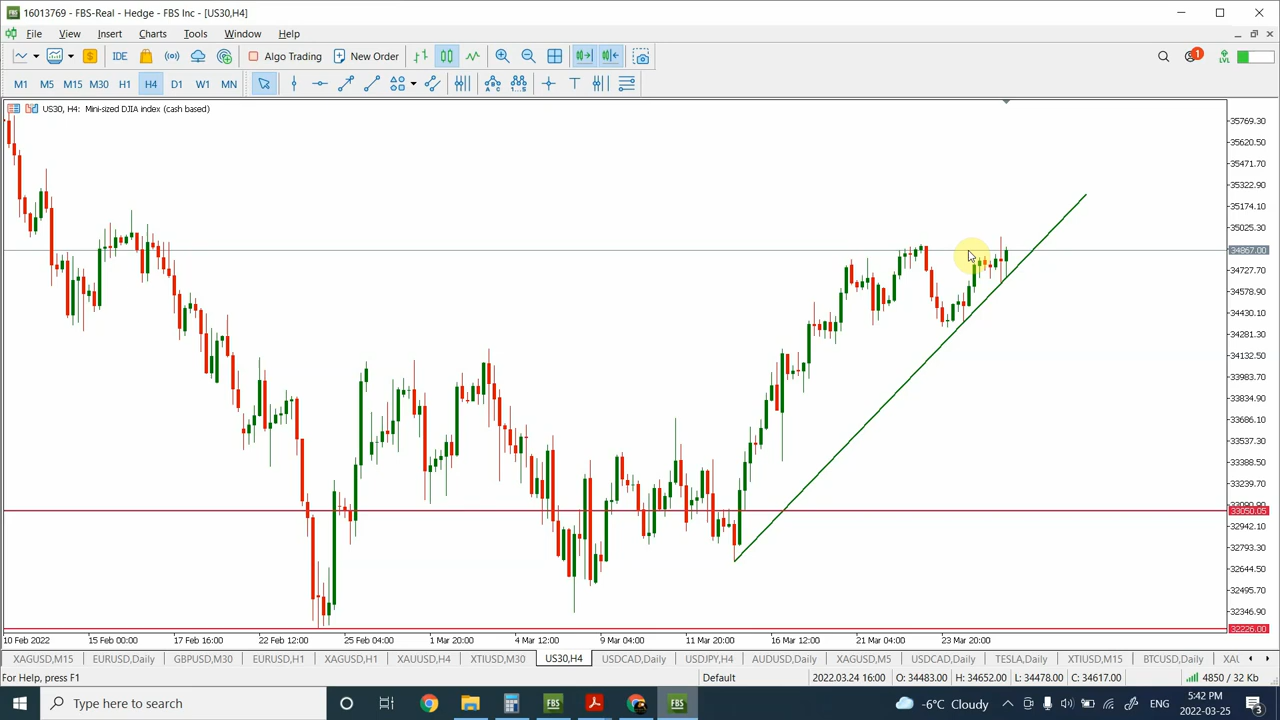 16013769 - FBS-Real - Hedge - FBS Inc - [US30,H4]
File View Insert Charts Tools Window Help
IDE Algo Trading New Order 1 LVL
M1 M5 M15 M30 H1 H4 D1 W1 MN T
US30, H4: Mini-sized DJIA index (cash based)
35769.30
35620.50
35471.70
35322.90
35174.10
35025.30
34867.00
34727.70
34578.90
34430.10
34281.30
34132.50
33983.70
33834.90
33686.10
33537.30
33388.50
33239.70
33050.05
32942.10
32793.30
32644.50
32495.70
32346.90
32226.00
10 Feb 2022 15 Feb 00:00 17 Feb 16:00 22 Feb 12:00 25 Feb 04:00 1 Mar 20:00 4 Mar 12:00 9 Mar 04:00 11 Mar 20:00 16 Mar 12:00 21 Mar 04:00 23 Mar 20:00
XAGUSD,M15 EURUSD,Daily GBPUSD,M30 EURUSD,H1 XAGUSD,H1 XAUUSD,H4 XTIUSD,M30 US30,H4 USDCAD,Daily USDJPY,H4 AUDUSD,Daily XAGUSD,M5 USDCAD,Daily TESLA,Daily XTIUSD,M15 BTCUSD,Daily XAU
For Help, press F1 Default 2022.03.24 16:00 O: 34483.00 H: 34652.00 L: 34478.00 C: 34617.00 4850 / 32 Kb
Type here to search FBS FBS -6°C Cloudy ENG 5:42 PM
2022-03-25 3